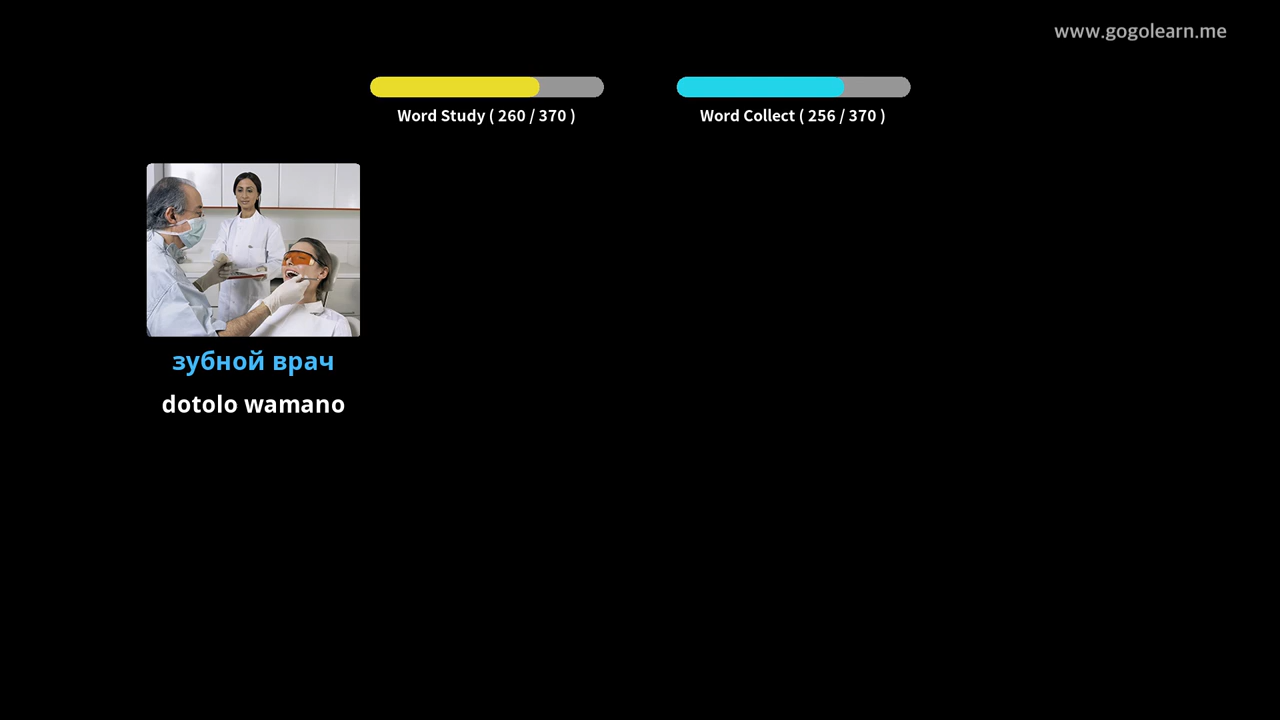 www.gogolearn.me
Word Study ( 260 / 370 )
Word Collect ( 256 / 370 )
зубной врач
dotolo wamano